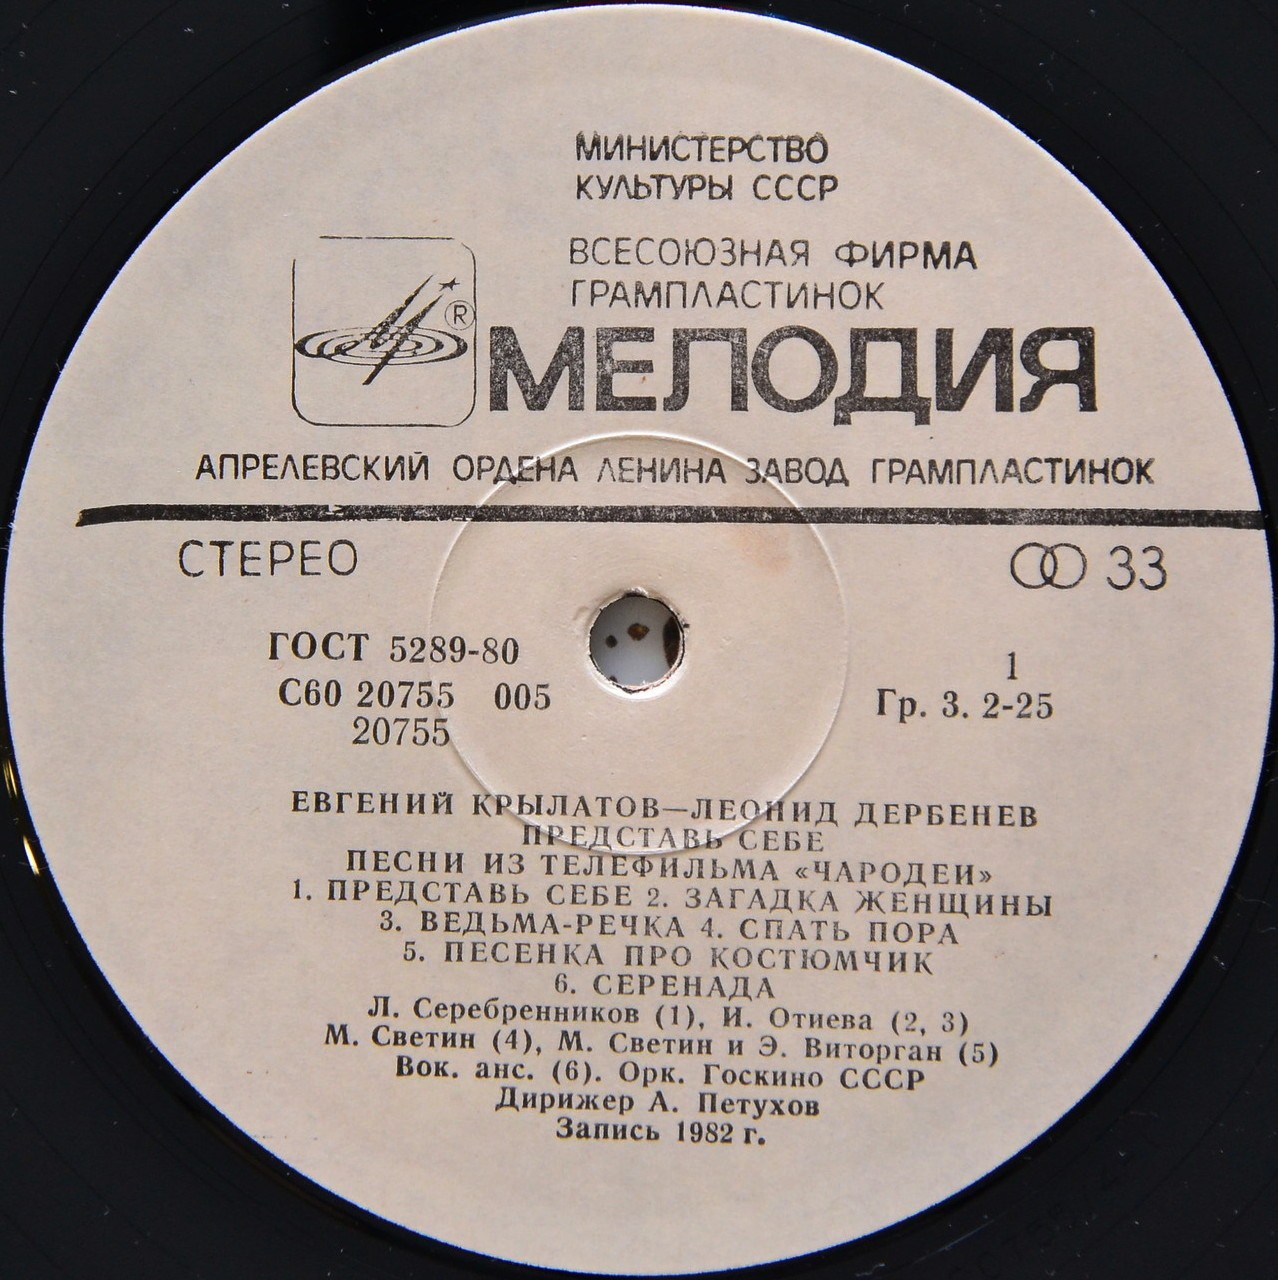 МИНИСТЕРСТВО
КУЛЬТУРЫ СССР
ВСЕСОЮЗНАЯ ФИРМА
ГРАМПЛАСТИНОК
®
МЕЛОДИЯ
АПРЕЛЕВСКИЙ ОРДЕНА ЛЕНИНА ЗАВОД ГРАМПЛАСТИНОК
СТЕРЕО
33
ГОСТ 5289-80
С60 20755 005
20755
1
Гр. 3. 2-25
ЕВГЕНИЙ КРЫЛАТОВ—ЛЕОНИД ДЕРБЕНЕВ
ПРЕДСТАВЬ СЕБЕ
ПЕСНИ ИЗ ТЕЛЕФИЛЬМА «ЧАРОДЕИ»
1. ПРЕДСТАВЬ СЕБЕ 2. ЗАГАДКА ЖЕНЩИНЫ
3. ВЕДЬМА-РЕЧКА 4. СПАТЬ ПОРА
5. ПЕСЕНКА ПРО КОСТЮМЧИК
6. СЕРЕНАДА
Л. Серебренников (1), И. Отиева (2, 3)
М. Светин (4), М. Светин и Э. Виторган (5)
Вок. анс. (6). Орк. Госкино СССР
Дирижер А. Петухов
Запись 1982 г.